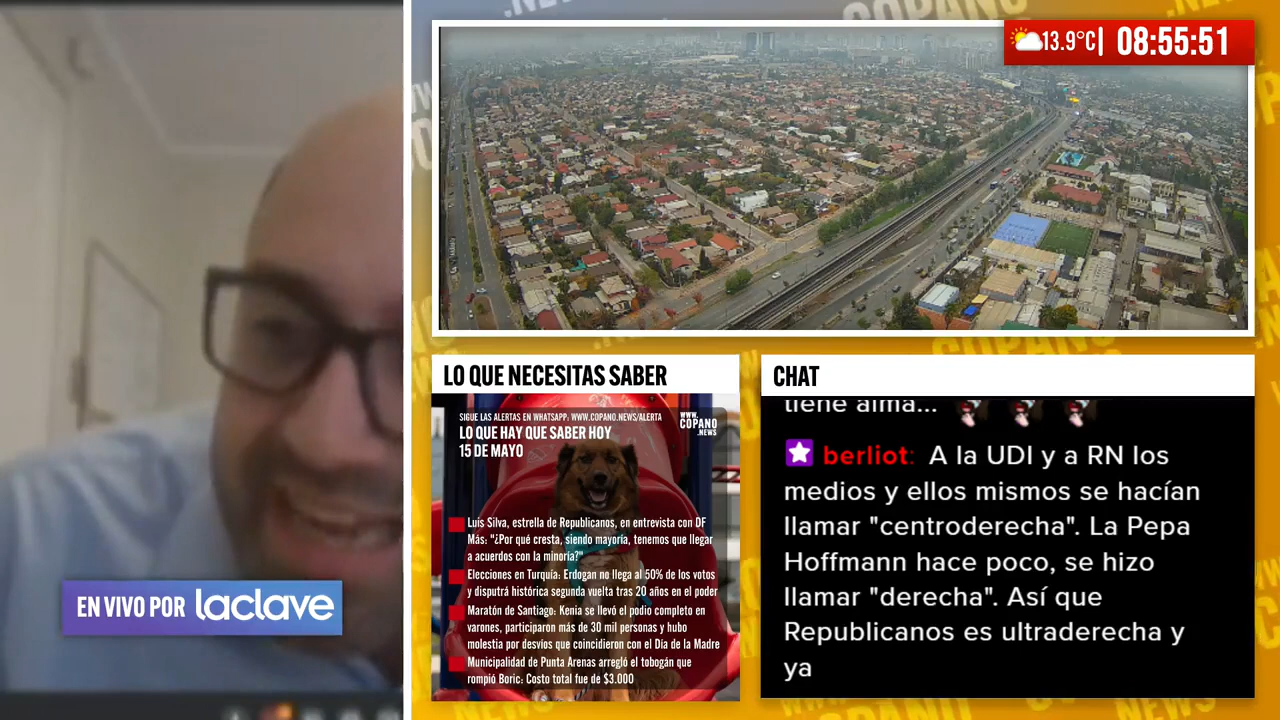 13.9°C| 08:55:51
EN VIVO POR laclave
LO QUE NECESITAS SABER
SIGUE LAS ALERTAS EN WHATSAPP: WWW.COPANO.NEWS/ALERTA
WWW.
COPANO
.NEWS
LO QUE HAY QUE SABER HOY
15 DE MAYO
Luis Silva, estrella de Republicanos, en entrevista con DF
Más: "¿Por qué cresta, siendo mayoría, tenemos que llegar
a acuerdos con la minoría?"
Elecciones en Turquía: Erdogan no llega al 50% de los votos
y disputrá histórica segunda vuelta tras 20 años en el poder
Maratón de Santiago: Kenia se llevó el podio completo en
varones, participaron más de 30 mil personas y hubo
molestia por desvíos que coincidieron con el Día de la Madre
Municipalidad de Punta Arenas arregló el tobogán que
rompió Boric: Costo total fue de $3.000
CHAT
tiene alma...
berliot: A la UDI y a RN los
medios y ellos mismos se hacían
llamar "centroderecha". La Pepa
Hoffmann hace poco, se hizo
llamar "derecha". Así que
Republicanos es ultraderecha y
ya